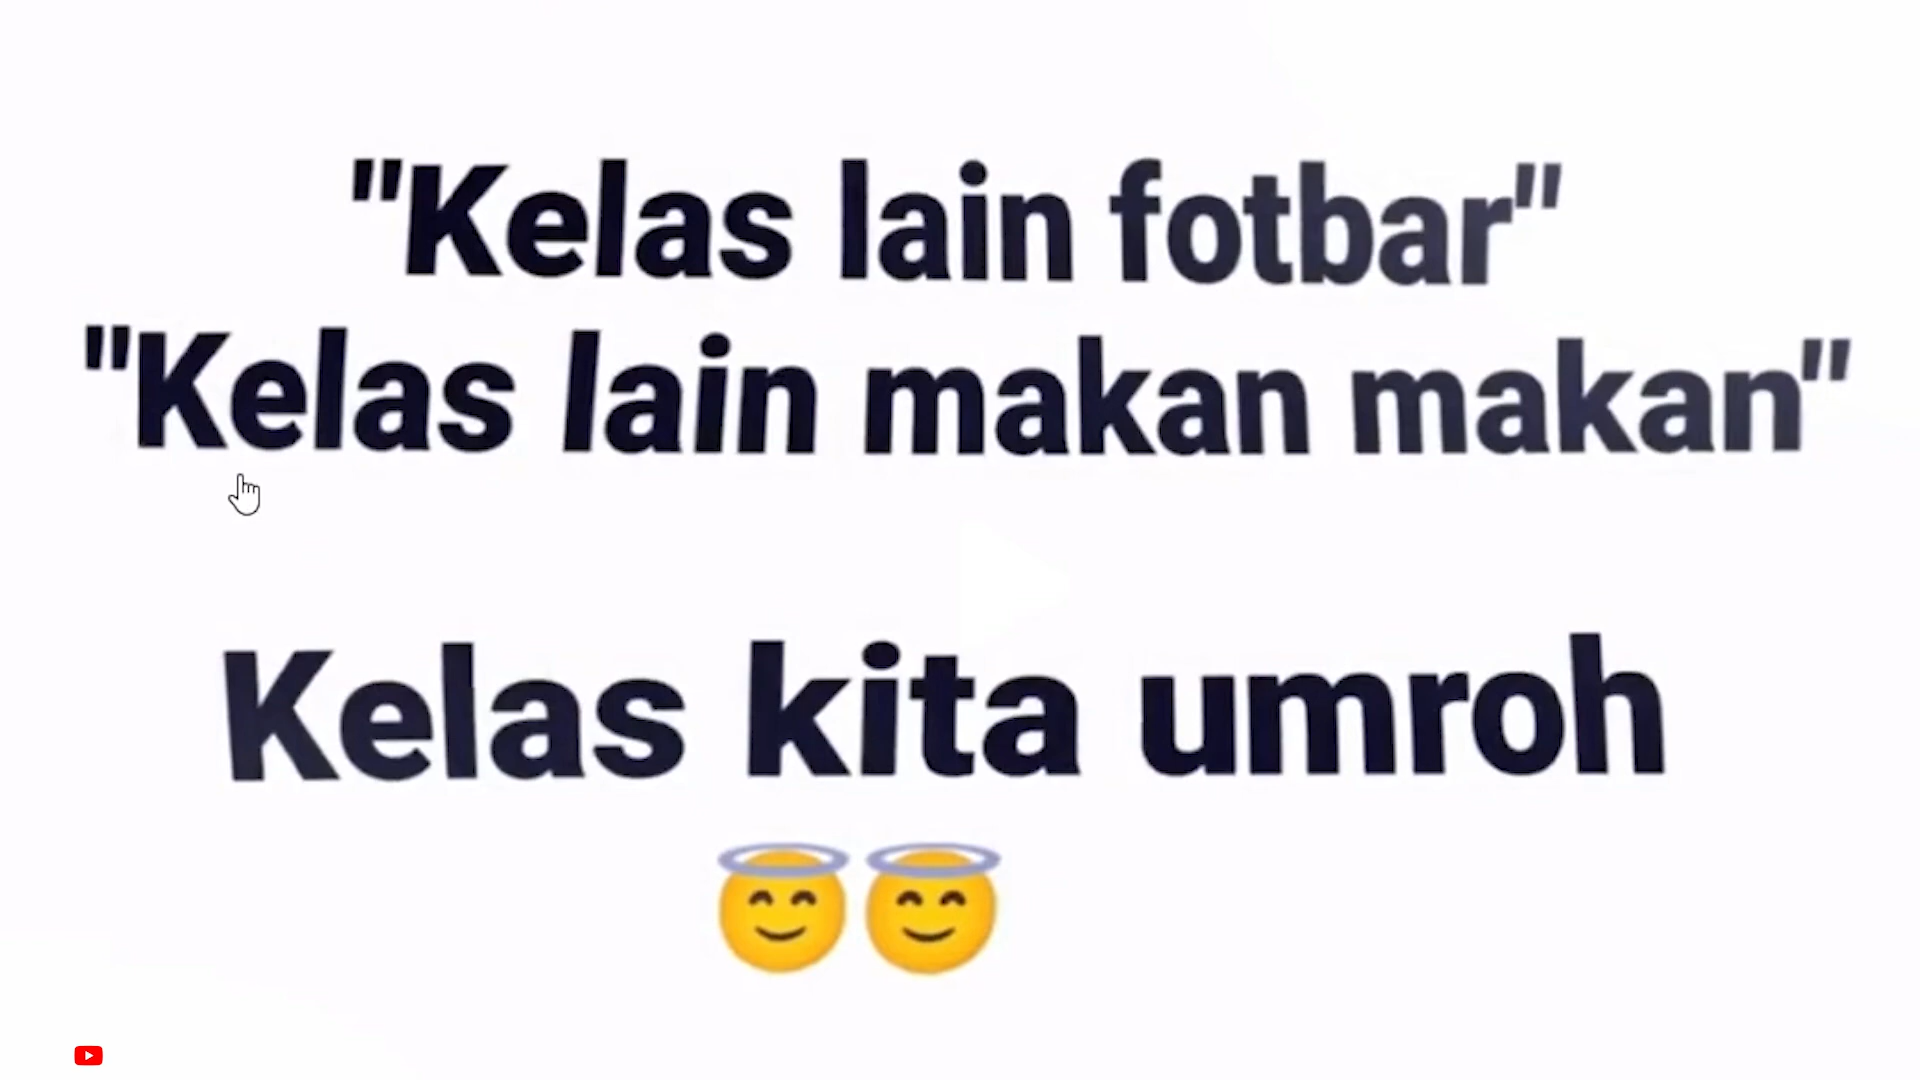 "Kelas lain fotbar"
"Kelas lain makan makan"
Kelas kita umroh
😇😇